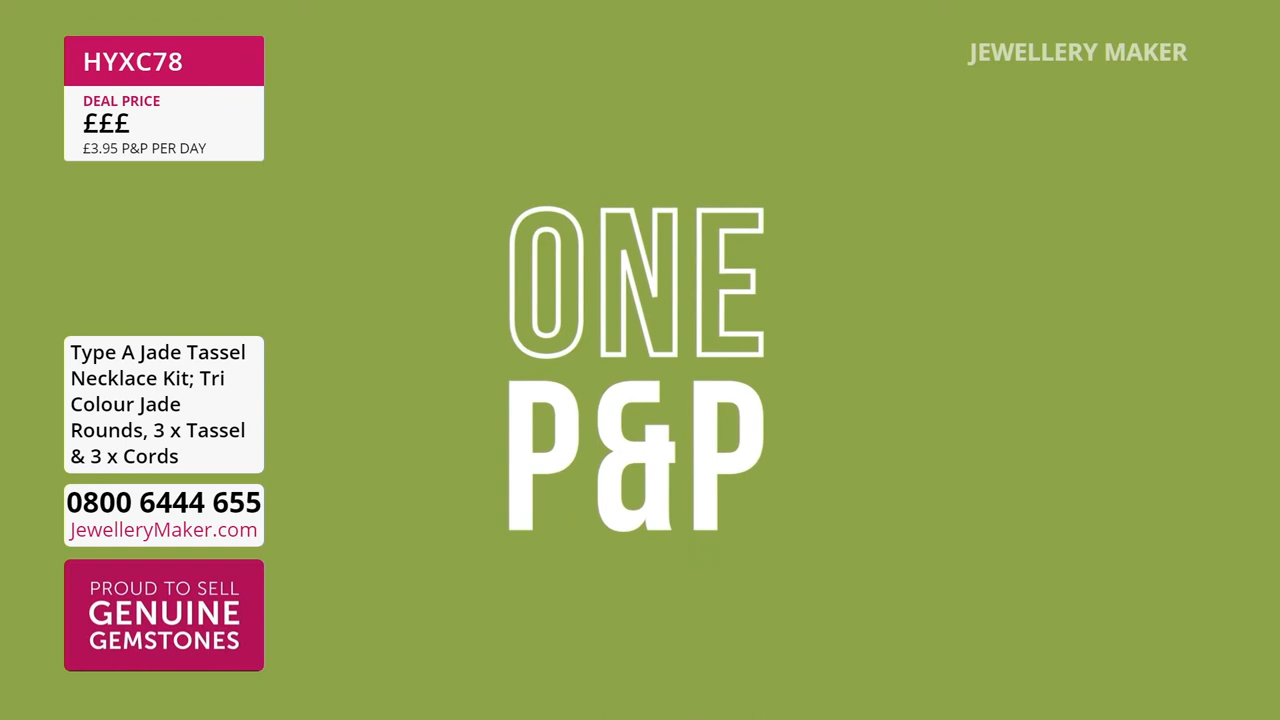 HYXC78
DEAL PRICE
£££
£3.95 P&P PER DAY
JEWELLERY MAKER
ONE
P&P
Type A Jade Tassel
Necklace Kit; Tri
Colour Jade
Rounds, 3 x Tassel
& 3 x Cords
0800 6444 655
JewelleryMaker.com
PROUD TO SELL
GENUINE
GEMSTONES